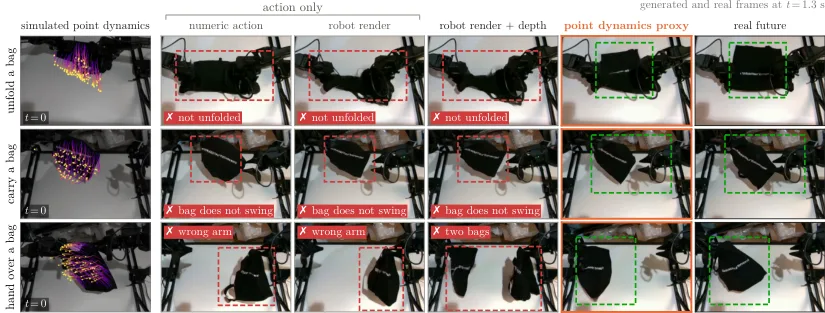 action only
generated and real frames at t = 1.3 s
simulated point dynamics
numeric action
robot render
robot render + depth
point dynamics proxy
real future
unfold a bag
t = 0
✗ not unfolded
✗ not unfolded
✗ not unfolded
carry a bag
t = 0
✗ bag does not swing
✗ bag does not swing
✗ bag does not swing
hand over a bag
t = 0
✗ wrong arm
✗ wrong arm
✗ two bags